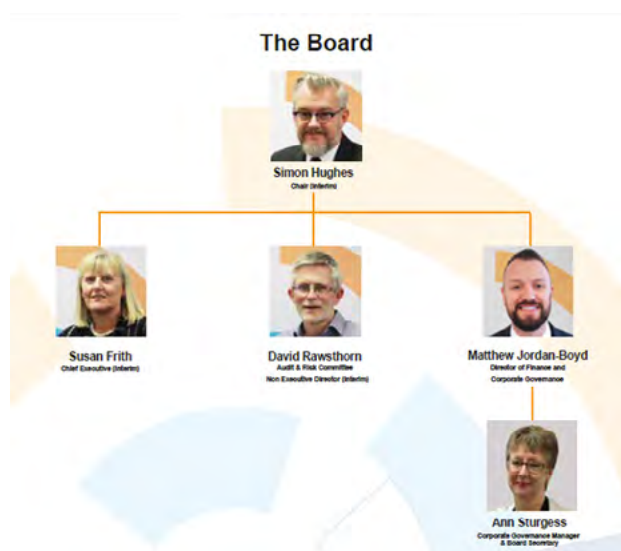 The Board
Simon Hughes
Chair (Interim)
Susan Frith
Chief Executive (Interim)
David Rawsthorn
Audit & Risk Committee
Non Executive Director (Interim)
Matthew Jordan-Boyd
Director of Finance and
Corporate Governance
Ann Sturgess
Corporate Governance Manager
& Board Secretary